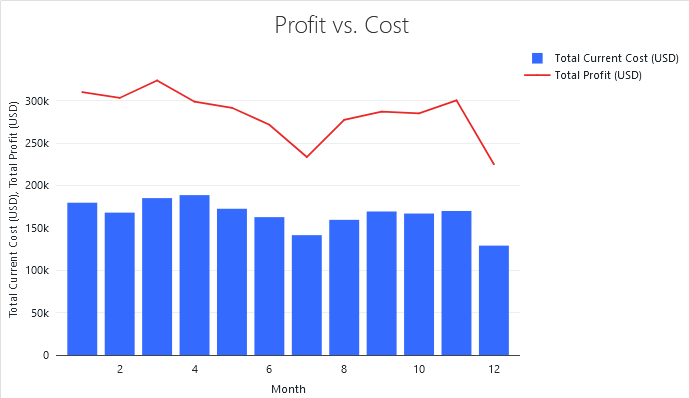 Profit vs. Cost
Total Current Cost (USD)
Total Profit (USD)
Total Current Cost (USD), Total Profit (USD)
300k
250k
200k
150k
100k
50k
0
2
4
6
8
10
12
Month